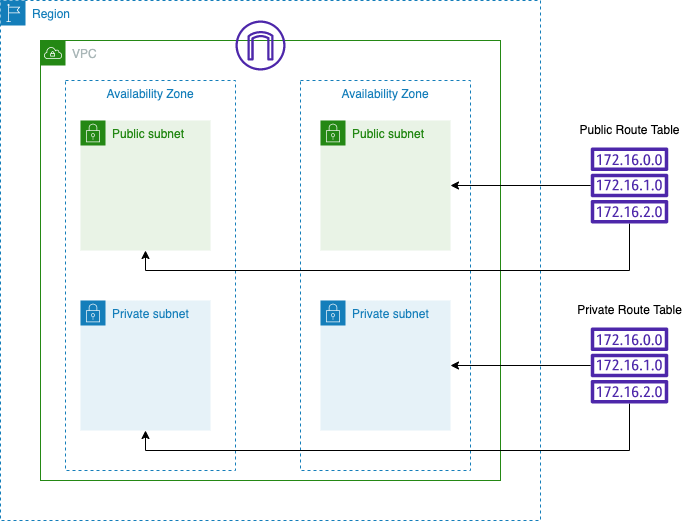 Region
VPC
Availability Zone
Availability Zone
Public subnet
Public subnet
Public Route Table
172.16.0.0
172.16.1.0
172.16.2.0
Private subnet
Private subnet
Private Route Table
172.16.0.0
172.16.1.0
172.16.2.0